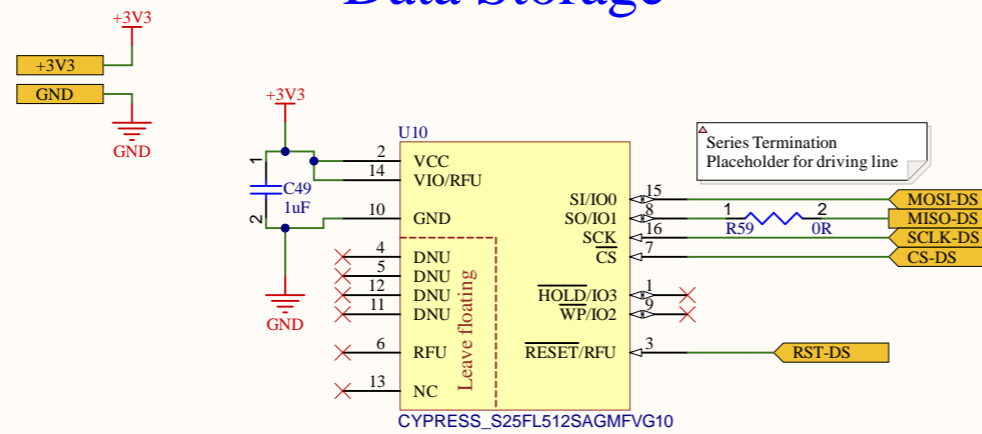 Data Storage
+3V3
+3V3
GND
GND
+3V3
1
C49
1uF
2
GND
U10
2 VCC
14 VIO/RFU
10 GND
4 DNU
5 DNU
12 DNU
11 DNU
6 RFU
13 NC
Leave floating
SI/IO0 15 MOSI-DS
SO/IO1 8 1 R59 2 0R MISO-DS
SCK 16 SCLK-DS
CS 7 CS-DS
HOLD/IO3 1
WP/IO2 9
RESET/RFU 3 RST-DS
CYPRESS_S25FL512SAGMFVG10
Series Termination
Placeholder for driving line